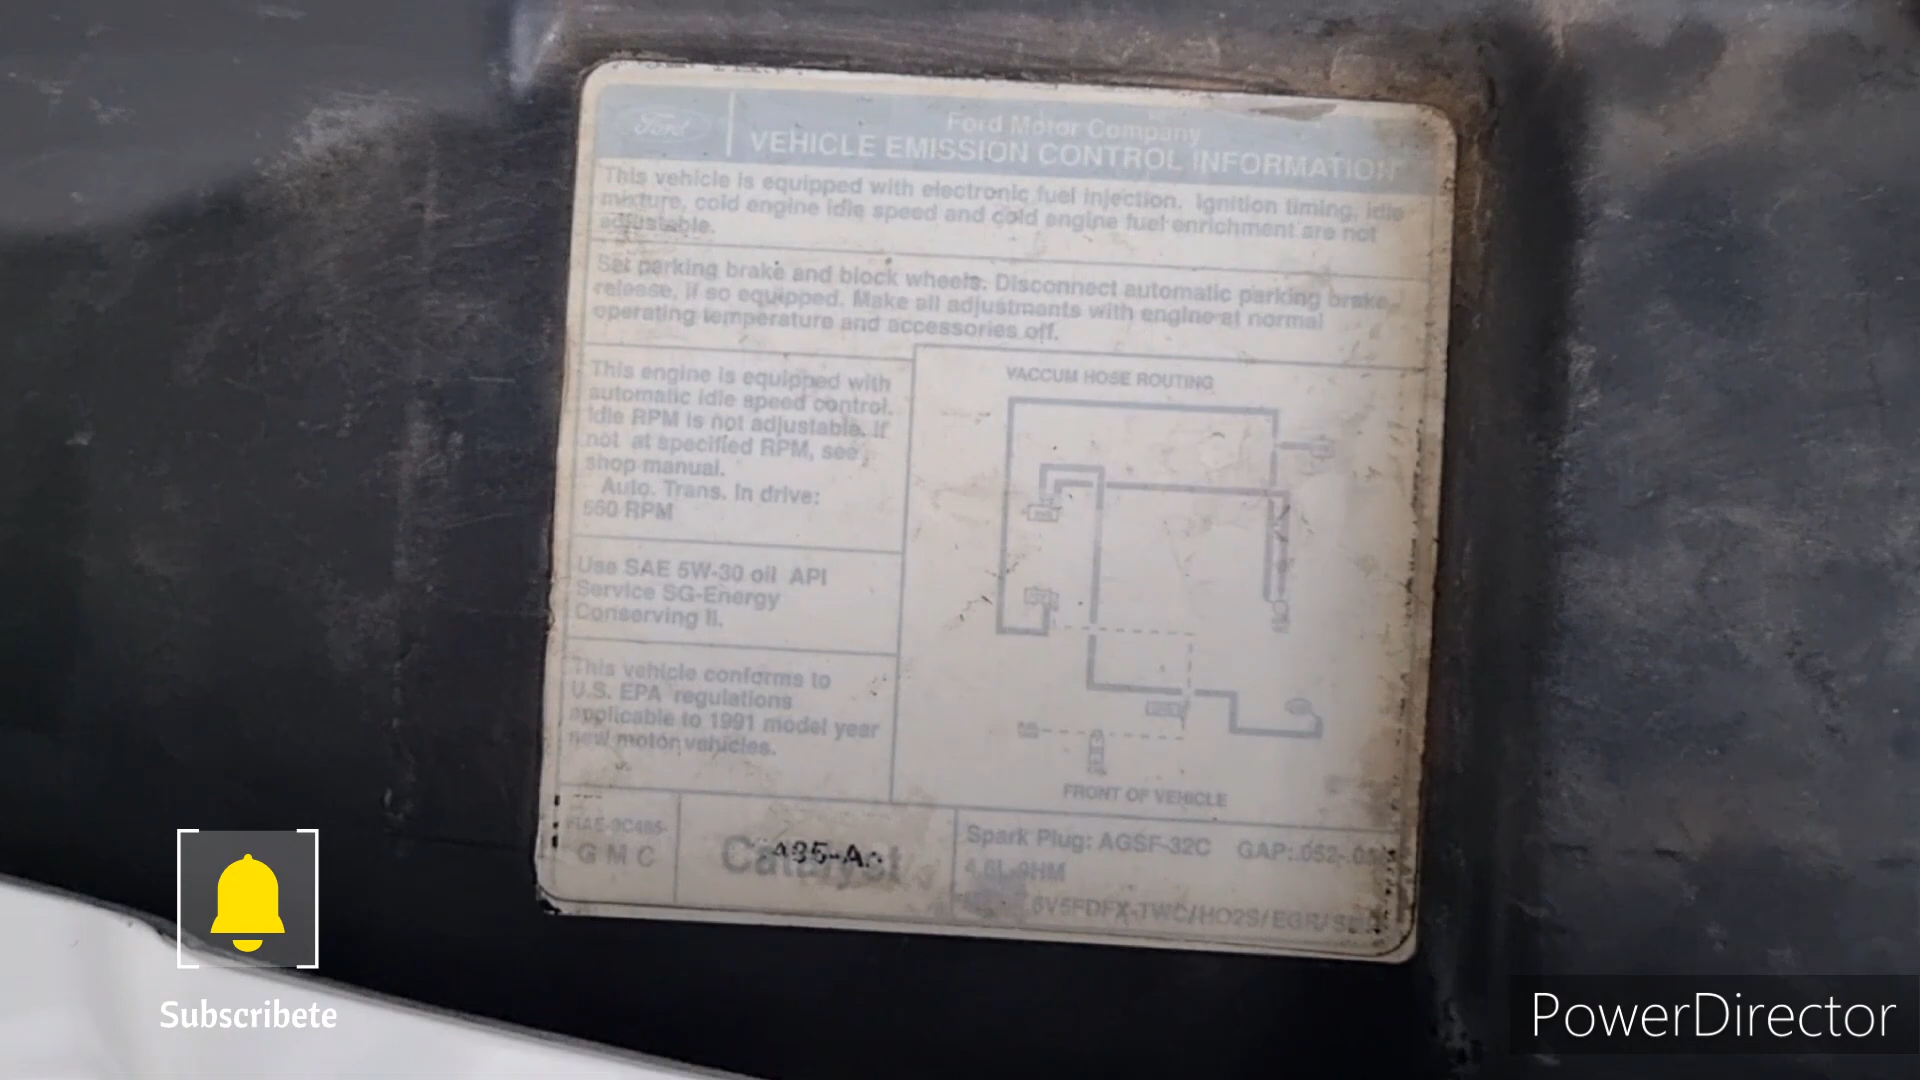 Ford
Ford Motor Company
VEHICLE EMISSION CONTROL INFORMATION
This vehicle is equipped with electronic fuel injection. Ignition timing, idle
mixture, cold engine idle speed and cold engine fuel enrichment are not
adjustable.
Set parking brake and block wheels. Disconnect automatic parking brake
release, if so equipped. Make all adjustments with engine at normal
operating temperature and accessories off.
This engine is equipped with
automatic idle speed control.
Idle RPM is not adjustable. If
not at specified RPM, see
shop manual.
Auto. Trans. In drive:
560 RPM
Use SAE 5W-30 oil API
Service SG-Energy
Conserving II.
This vehicle conforms to
U.S. EPA regulations
applicable to 1991 model year
new motor vehicles.
VACCUM HOSE ROUTING
FRONT OF VEHICLE
G M C
Catalyst
Spark Plug: AGSF-32C GAP:
4.6L-9HM
Subscribete
PowerDirector